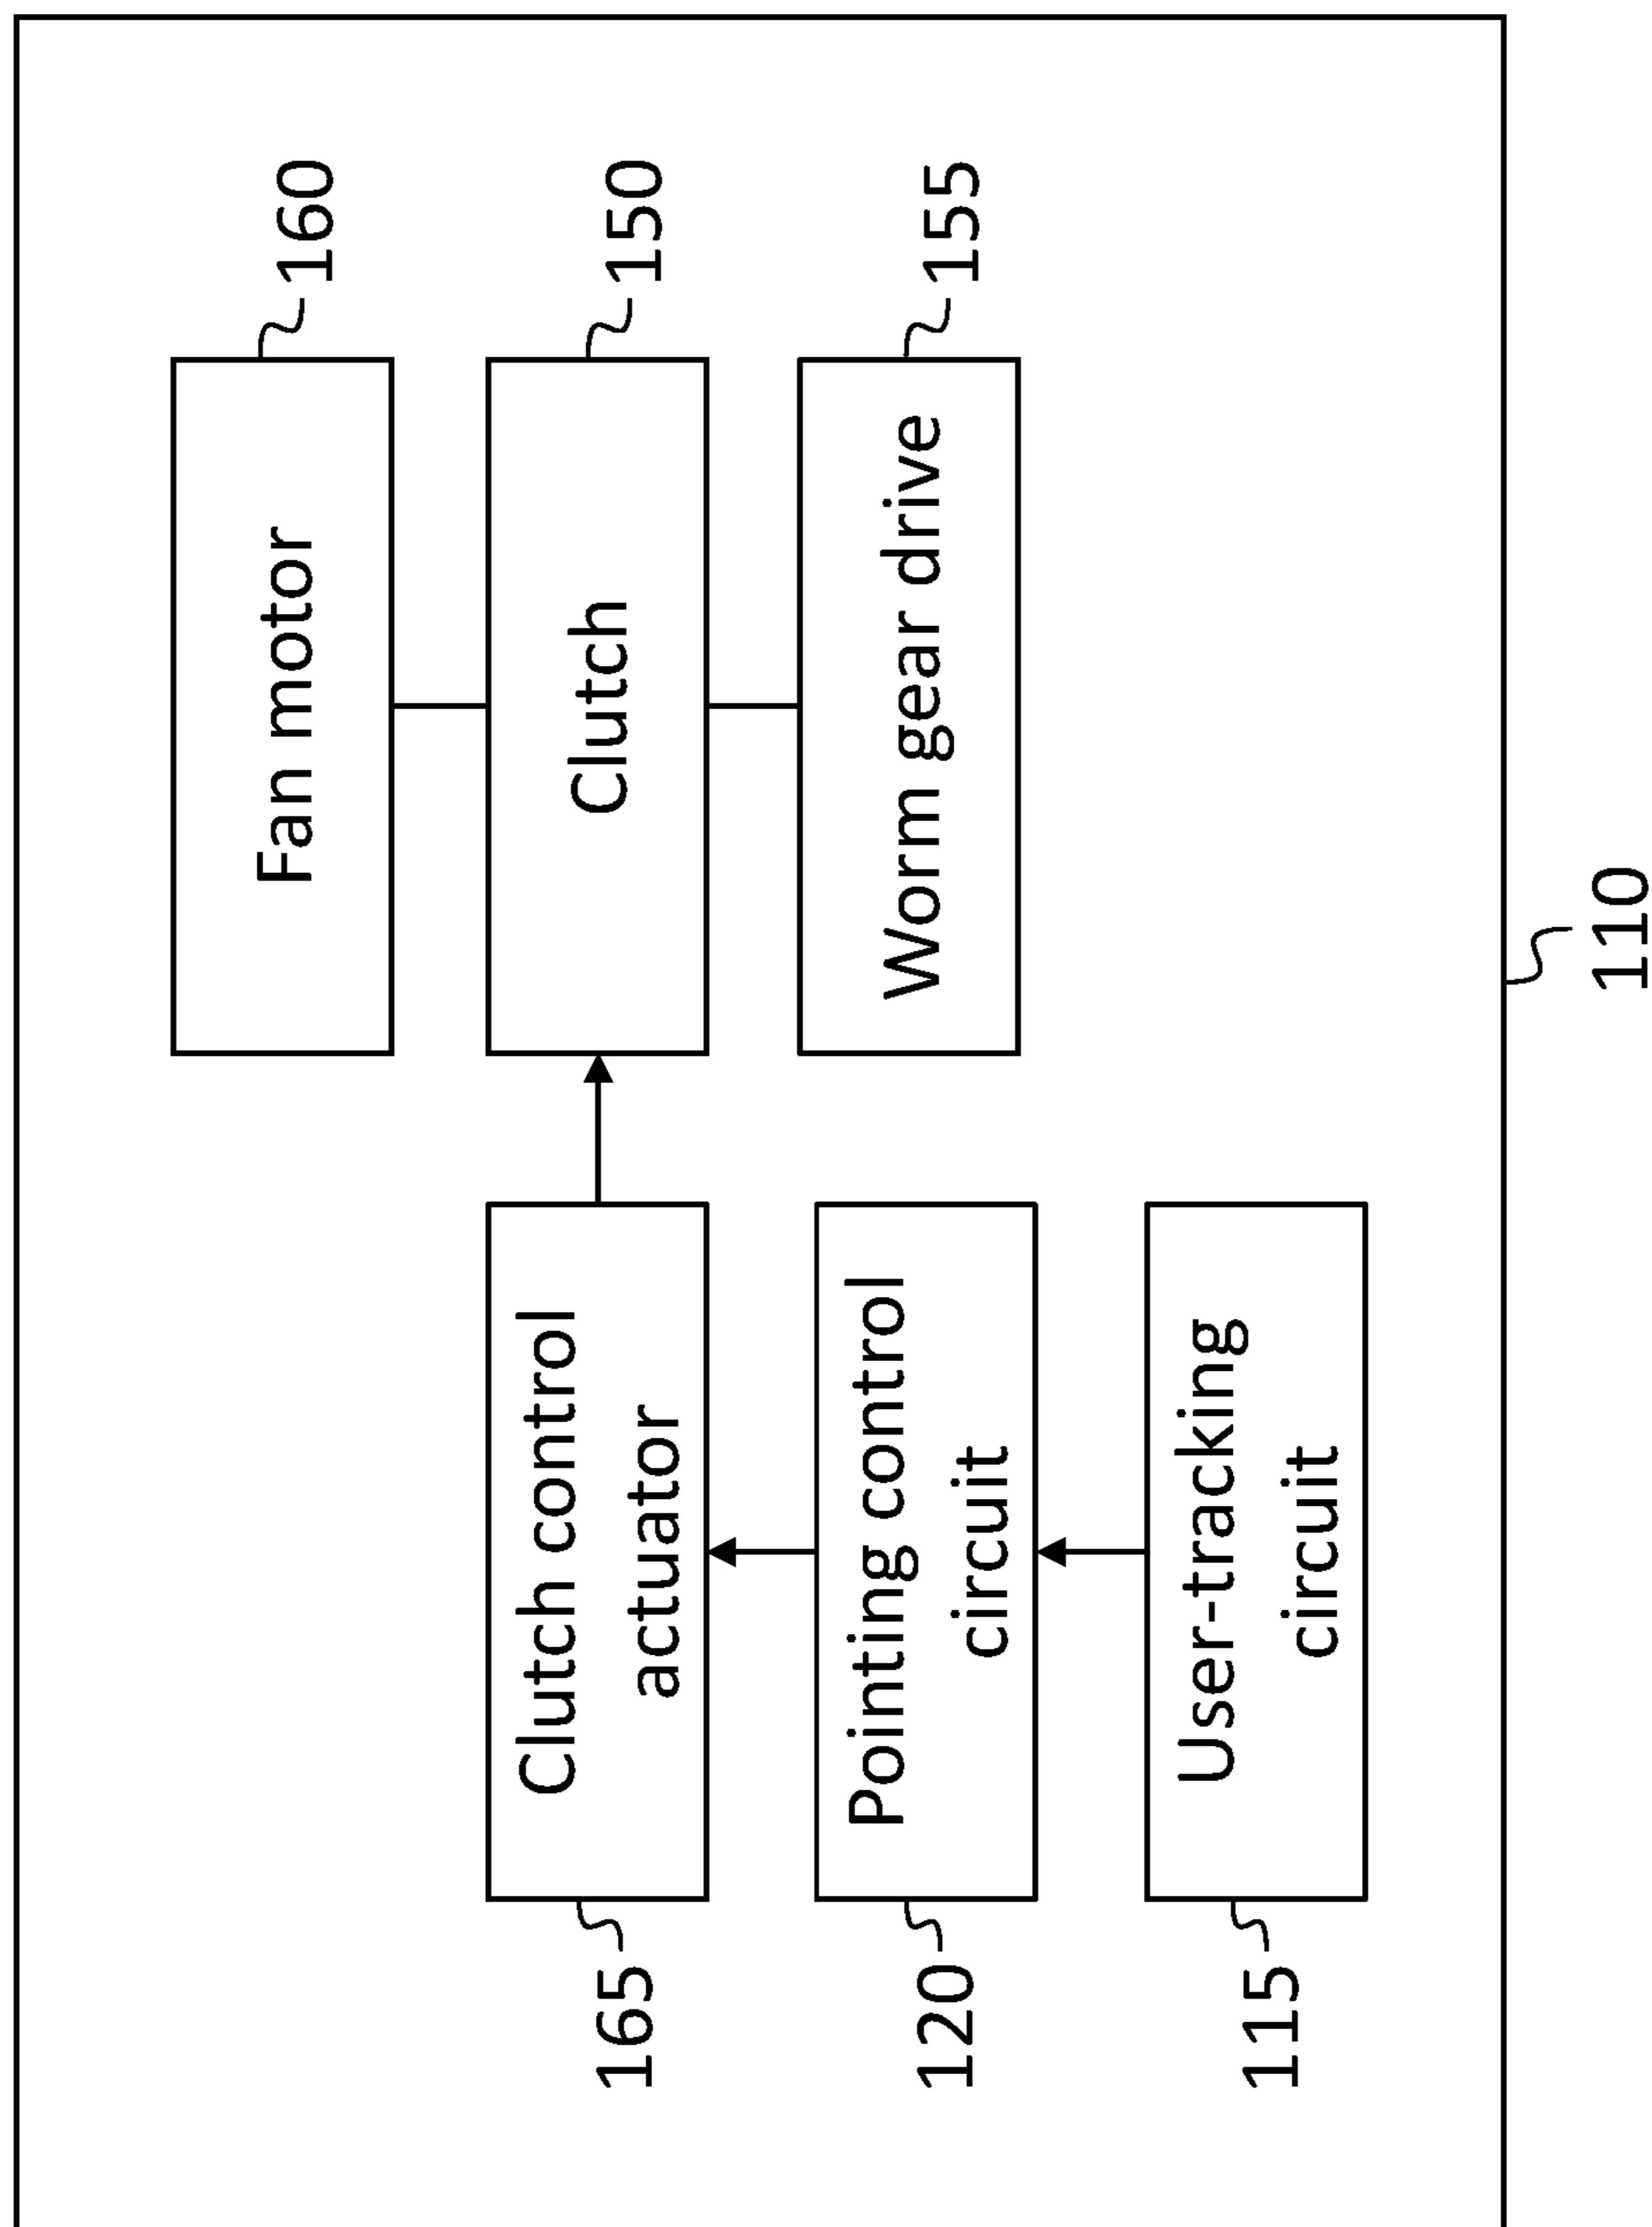 Fan motor
160
Clutch control
actuator
165
Clutch
150
Pointing control
circuit
120
Worm gear drive
155
User-tracking
circuit
115
110